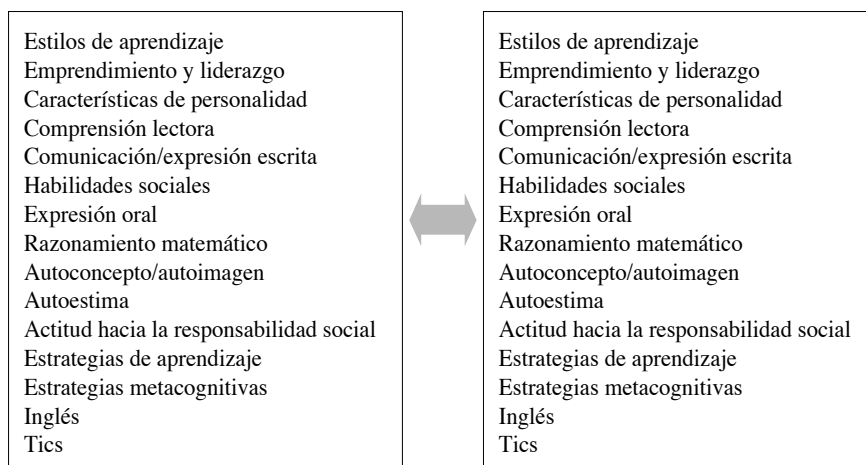 Estilos de aprendizaje
Emprendimiento y liderazgo
Características de personalidad
Comprensión lectora
Comunicación/expresión escrita
Habilidades sociales
Expresión oral
Razonamiento matemático
Autoconcepto/autoimagen
Autoestima
Actitud hacia la responsabilidad social
Estrategias de aprendizaje
Estrategias metacognitivas
Inglés
Tics
Estilos de aprendizaje
Emprendimiento y liderazgo
Características de personalidad
Comprensión lectora
Comunicación/expresión escrita
Habilidades sociales
Expresión oral
Razonamiento matemático
Autoconcepto/autoimagen
Autoestima
Actitud hacia la responsabilidad social
Estrategias de aprendizaje
Estrategias metacognitivas
Inglés
Tics